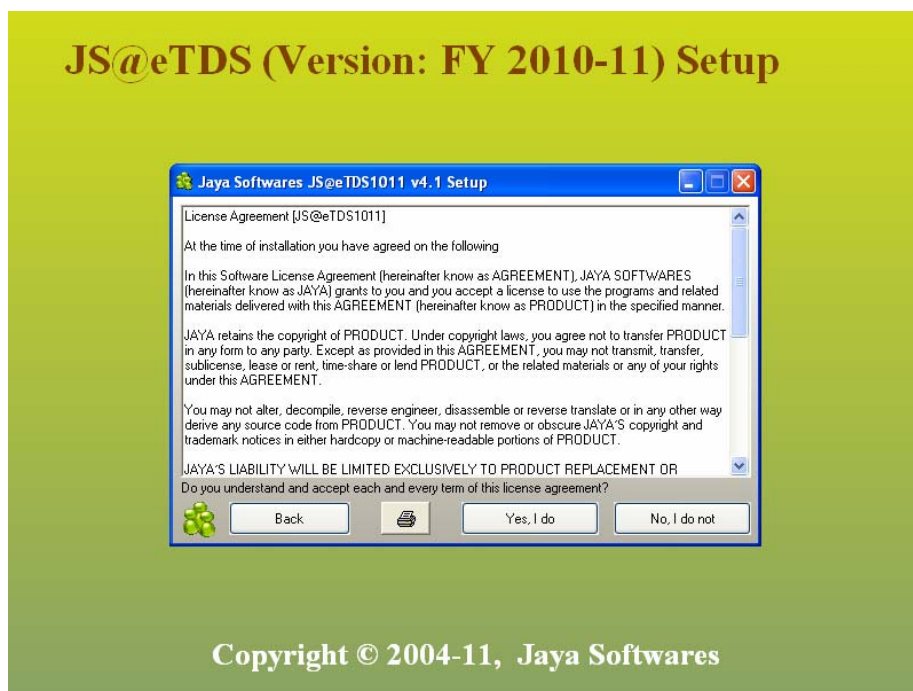 JS@eTDS (Version: FY 2010-11) Setup
Jaya Softwares JS@eTDS1011 v4.1 Setup
License Agreement [JS@eTDS1011]
At the time of installation you have agreed on the following
In this Software License Agreement (hereinafter know as AGREEMENT), JAYA SOFTWARES
(hereinafter know as JAYA) grants to you and you accept a license to use the programs and related
materials delivered with this AGREEMENT (hereinafter know as PRODUCT) in the specified manner.
JAYA retains the copyright of PRODUCT. Under copyright laws, you agree not to transfer PRODUCT
in any form to any party. Except as provided in this AGREEMENT, you may not transmit, transfer,
sublicense, lease or rent, time-share or lend PRODUCT, or the related materials or any of your rights
under this AGREEMENT.
You may not alter, decompile, reverse engineer, disassemble or reverse translate or in any other way
derive any source code from PRODUCT. You may not remove or obscure JAYA'S copyright and
trademark notices in either hardcopy or machine-readable portions of PRODUCT.
JAYA'S LIABILITY WILL BE LIMITED EXCLUSIVELY TO PRODUCT REPLACEMENT OR
Do you understand and accept each and every term of this license agreement?
Back
Yes, I do
No, I do not
Copyright © 2004-11, Jaya Softwares